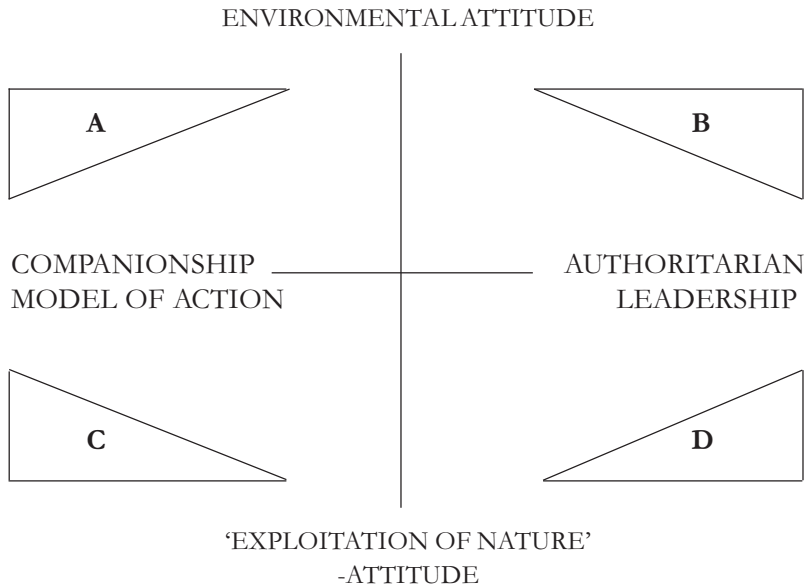 ENVIRONMENTAL ATTITUDE
A
B
COMPANIONSHIP
MODEL OF ACTION
AUTHORITARIAN
LEADERSHIP
C
D
‘EXPLOITATION OF NATURE’
-ATTITUDE